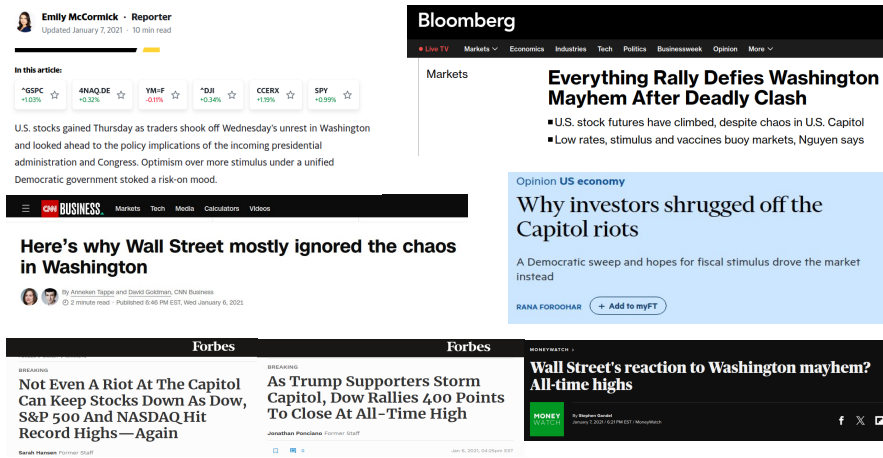 Emily McCormick · Reporter
Updated January 7, 2021 · 10 min read
In this article:
^GSPC
+1.03%
4NAQ.DE
+0.32%
YM=F
-0.11%
^DJI
+0.34%
CCERX
+1.19%
SPY
+0.99%
U.S. stocks gained Thursday as traders shook off Wednesday's unrest in Washington
and looked ahead to the policy implications of the incoming presidential
administration and Congress. Optimism over more stimulus under a unified
Democratic government stoked a risk-on mood.
Bloomberg
Live TV Markets Economics Industries Tech Politics Businessweek Opinion More
Markets
Everything Rally Defies Washington
Mayhem After Deadly Clash
U.S. stock futures have climbed, despite chaos in U.S. Capitol
Low rates, stimulus and vaccines buoy markets, Nguyen says
CNN BUSINESS Markets Tech Media Calculators Videos
Here's why Wall Street mostly ignored the chaos
in Washington
By Anneken Tappe and David Goldman, CNN Business
2 minute read · Published 6:46 PM EST, Wed January 6, 2021
Opinion US economy
Why investors shrugged off the
Capitol riots
A Democratic sweep and hopes for fiscal stimulus drove the market
instead
RANA FOROOHAR + Add to myFT
Forbes
BREAKING
Not Even A Riot At The Capitol
Can Keep Stocks Down As Dow,
S&P 500 And NASDAQ Hit
Record Highs—Again
Sarah Hansen Former Staff
Forbes
BREAKING
As Trump Supporters Storm
Capitol, Dow Rallies 400 Points
To Close At All-Time High
Jonathan Ponciano Former Staff
0
Jan 6, 2021, 04:25pm EST
MONEYWATCH
Wall Street's reaction to Washington mayhem?
All-time highs
MONEY
WATCH
By Stephen Gandel
January 7, 2021 / 6:21 PM EST / MoneyWatch